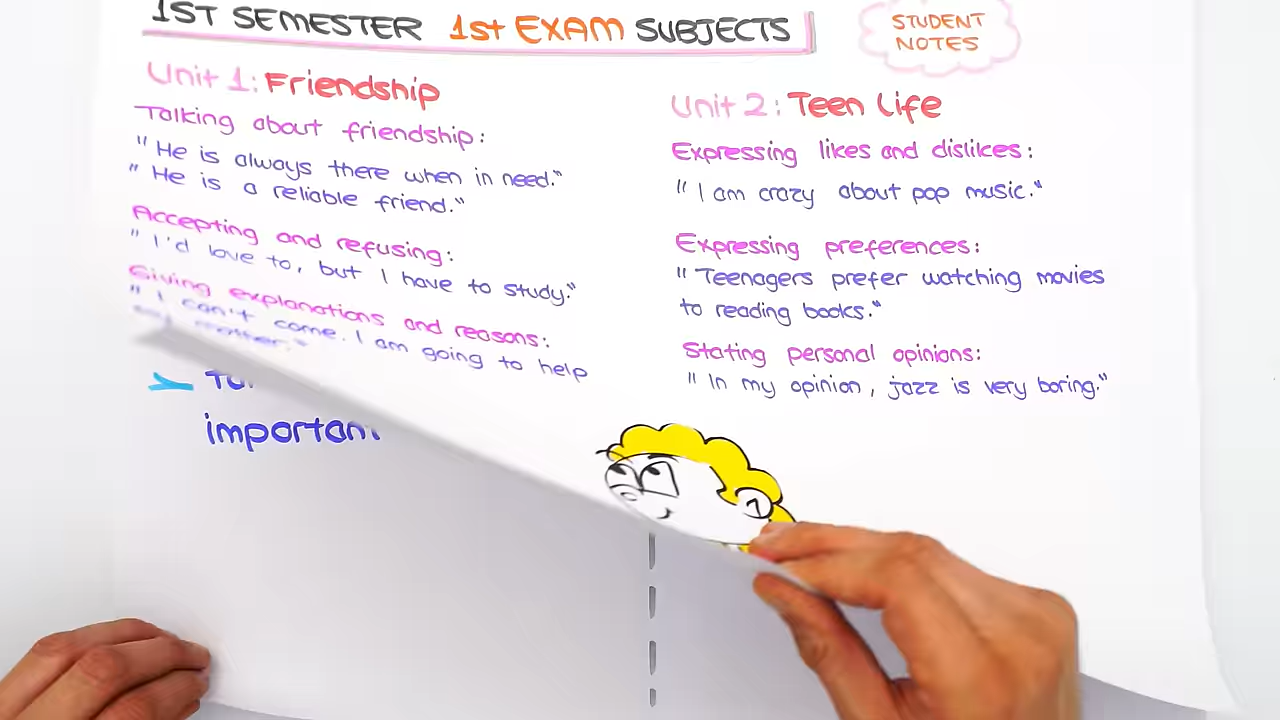 1ST SEMESTER 1st EXAM SUBJECTS
STUDENT
NOTES
Unit 1: Friendship
Talking about friendship:
"He is always there when in need."
"He is a reliable friend."
Accepting and refusing:
"I'd love to, but I have to study."
Giving explanations and reasons:
"I can't come. I am going to help
mother."
important
Unit 2: Teen Life
Expressing likes and dislikes:
"I am crazy about pop music."
Expressing preferences:
"Teenagers prefer watching movies
to reading books."
Stating personal opinions:
"In my opinion, jazz is very boring."